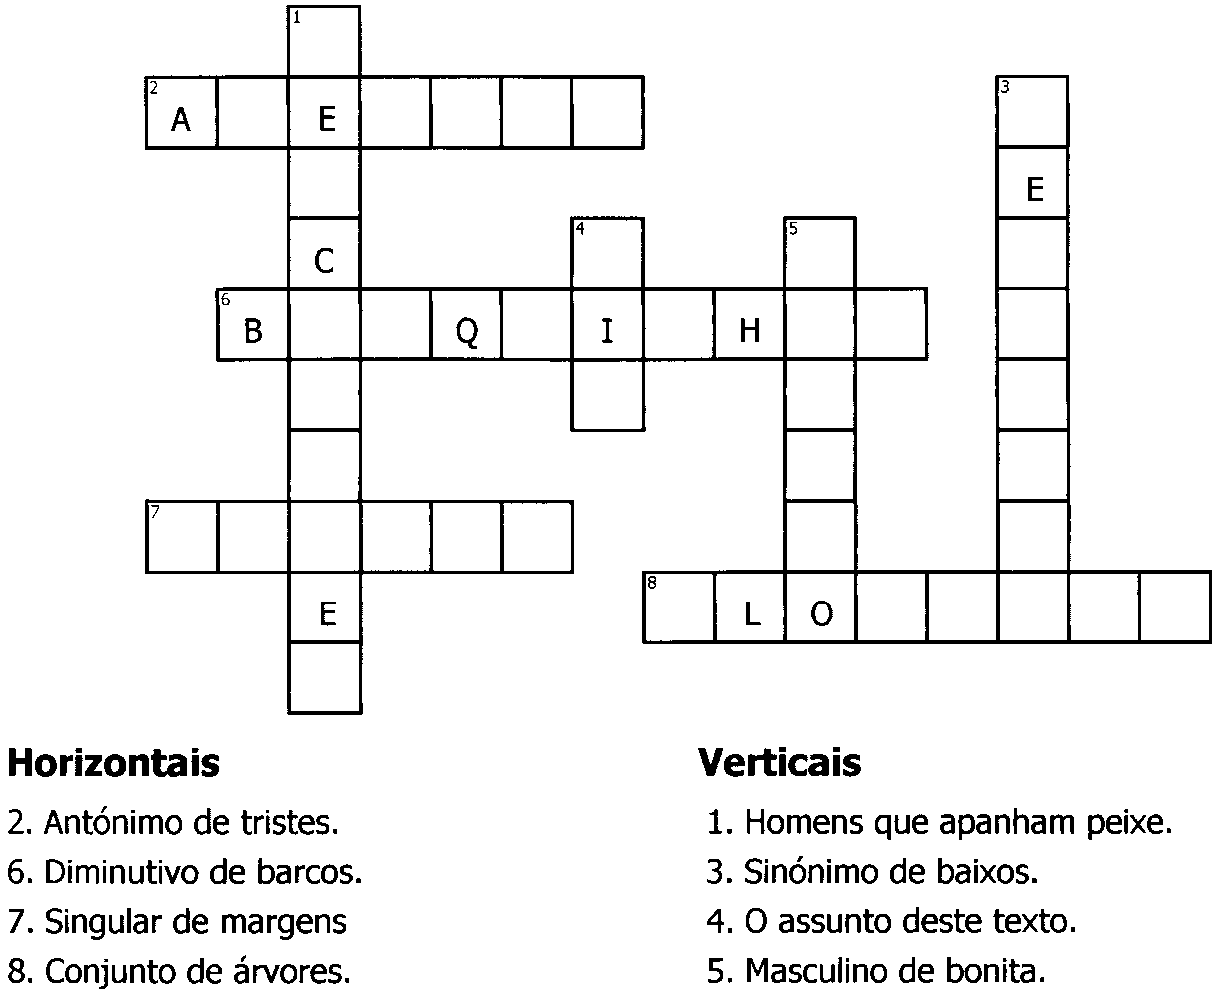 1
2 A E 3
E
C 4 5
6 B Q I H
7
E 8 L O
Horizontais
2. Antónimo de tristes.
6. Diminutivo de barcos.
7. Singular de margens
8. Conjunto de árvores.
Verticais
1. Homens que apanham peixe.
3. Sinónimo de baixos.
4. O assunto deste texto.
5. Masculino de bonita.